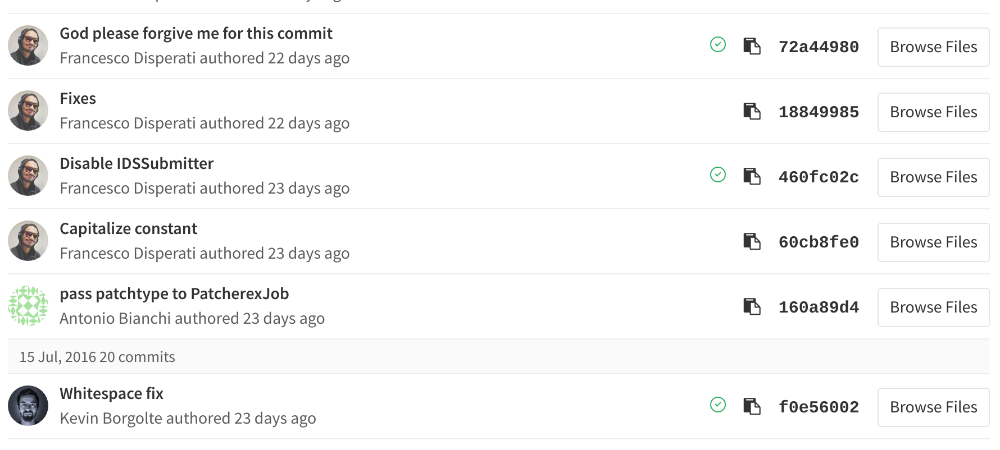 God please forgive me for this commit
Francesco Disperati authored 22 days ago
72a44980
Browse Files
Fixes
Francesco Disperati authored 22 days ago
18849985
Browse Files
Disable IDSSubmitter
Francesco Disperati authored 23 days ago
460fc02c
Browse Files
Capitalize constant
Francesco Disperati authored 23 days ago
60cb8fe0
Browse Files
pass patchtype to PatcherexJob
Antonio Bianchi authored 23 days ago
160a89d4
Browse Files
15 Jul, 2016 20 commits
Whitespace fix
Kevin Borgolte authored 23 days ago
f0e56002
Browse Files